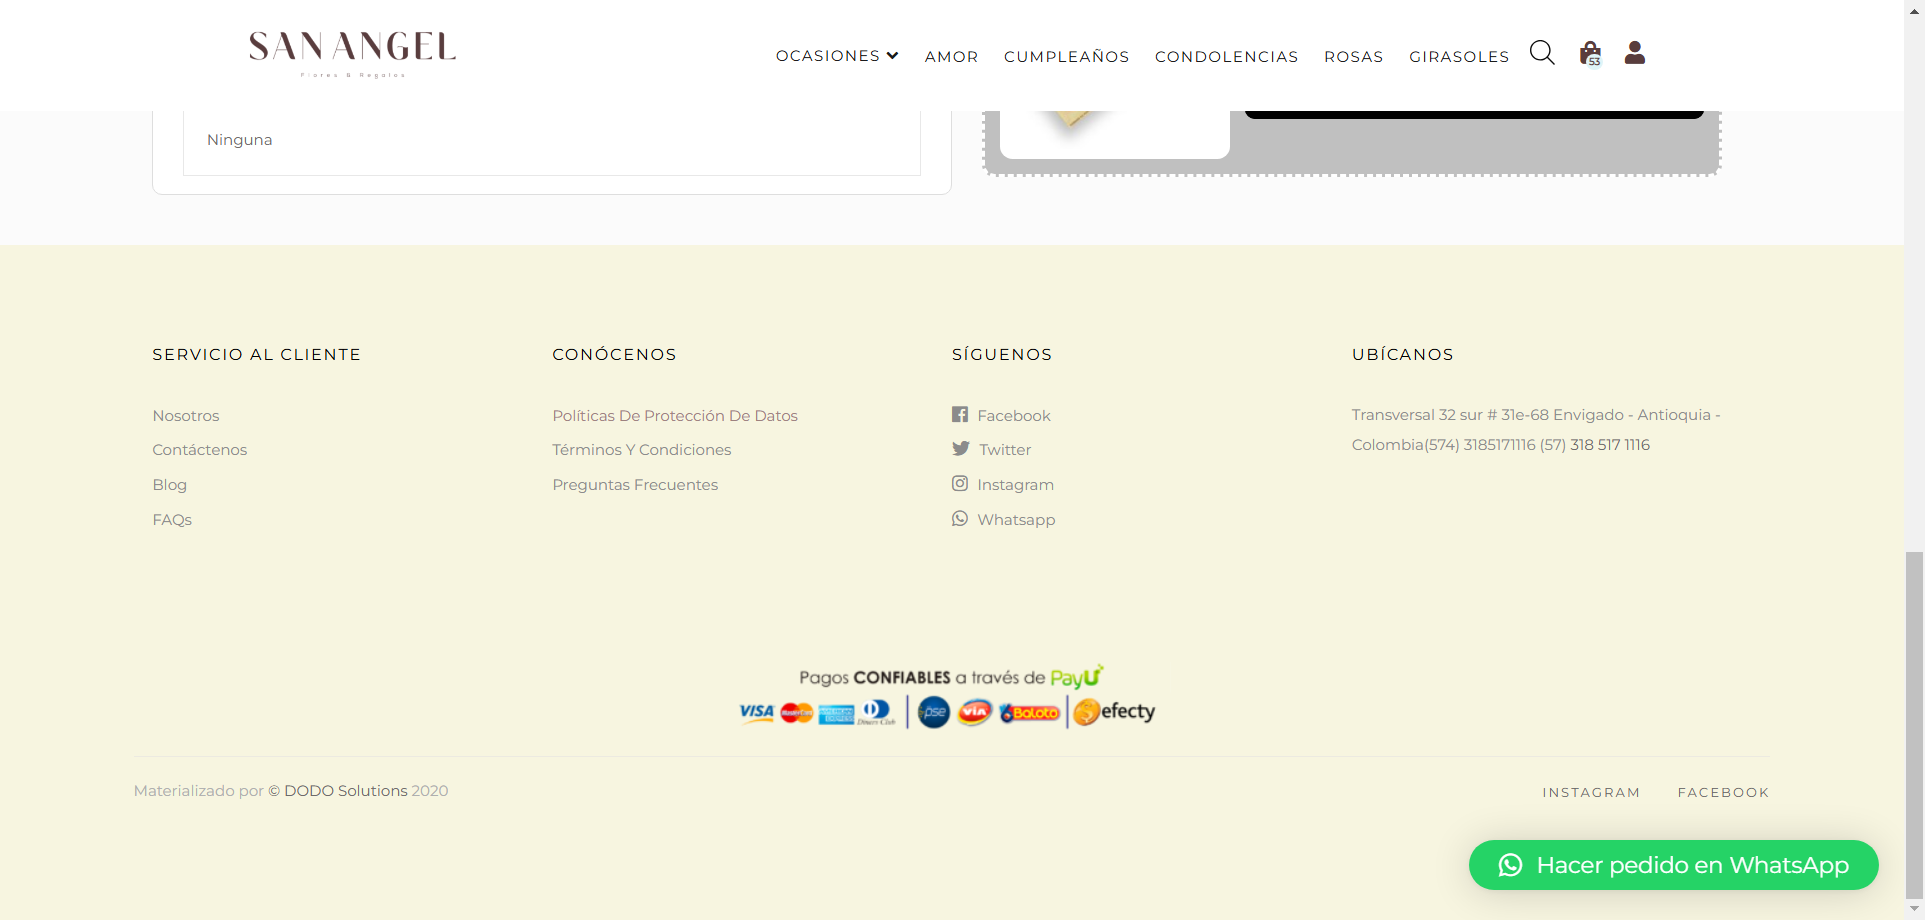 SAN ANGEL
Flores & Regalos
OCASIONES
AMOR
CUMPLEAÑOS
CONDOLENCIAS
ROSAS
GIRASOLES
53
Ninguna
SERVICIO AL CLIENTE
Nosotros
Contáctenos
Blog
FAQs
CONÓCENOS
Políticas De Protección De Datos
Términos Y Condiciones
Preguntas Frecuentes
SÍGUENOS
Facebook
Twitter
Instagram
Whatsapp
UBÍCANOS
Transversal 32 sur # 31e-68 Envigado - Antioquia -
Colombia(574) 3185171116 (57) 318 517 1116
Pagos CONFIABLES a través de PayU
VISA MasterCard AMERICAN EXPRESS Diners Club pse vía Baloto efecty
Materializado por © DODO Solutions 2020
INSTAGRAM
FACEBOOK
Hacer pedido en WhatsApp